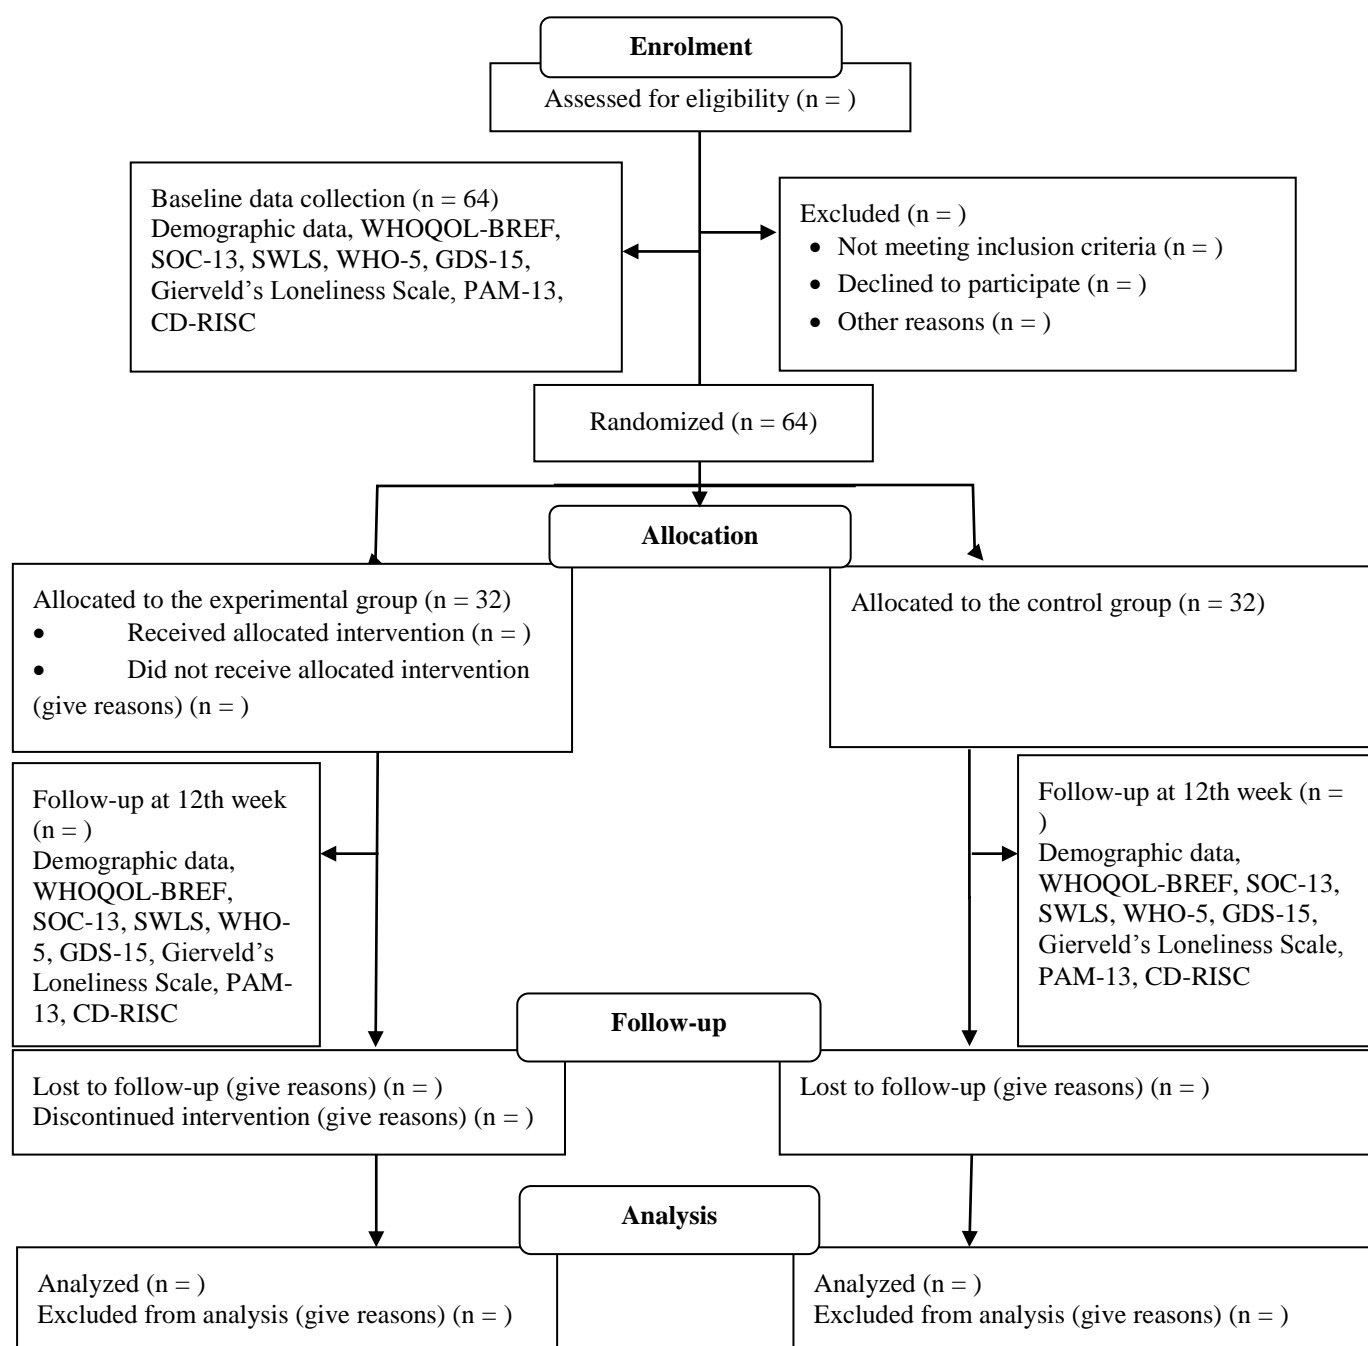 Enrolment
Assessed for eligibility (n = )
Baseline data collection (n = 64)
Demographic data, WHOQOL-BREF,
SOC-13, SWLS, WHO-5, GDS-15,
Gierveld’s Loneliness Scale, PAM-13,
CD-RISC
Excluded (n = )
• Not meeting inclusion criteria (n = )
• Declined to participate (n = )
• Other reasons (n = )
Randomized (n = 64)
Allocation
Allocated to the experimental group (n = 32)
• Received allocated intervention (n = )
• Did not receive allocated intervention
(give reasons) (n = )
Allocated to the control group (n = 32)
Follow-up at 12th week
(n = )
Demographic data,
WHOQOL-BREF,
SOC-13, SWLS, WHO-
5, GDS-15, Gierveld’s
Loneliness Scale, PAM-
13, CD-RISC
Follow-up at 12th week (n =
)
Demographic data,
WHOQOL-BREF, SOC-13,
SWLS, WHO-5, GDS-15,
Gierveld’s Loneliness Scale,
PAM-13, CD-RISC
Follow-up
Lost to follow-up (give reasons) (n = )
Discontinued intervention (give reasons) (n = )
Lost to follow-up (give reasons) (n = )
Analysis
Analyzed (n = )
Excluded from analysis (give reasons) (n = )
Analyzed (n = )
Excluded from analysis (give reasons) (n = )